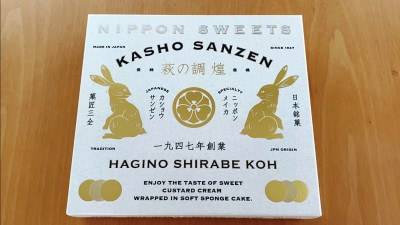 NIPPON SWEETS
MADE IN JAPAN
SINCE 1947
KASHO SANZEN
萩の調 煌
JAPANESE
SPECIALTY
菓匠三全
カショウ
サンゼン
ニッポン
メイカ
日本銘菓
一九四七年創業
TRADITION
JPN ORIGIN
HAGINO SHIRABE KOH
ENJOY THE TASTE OF SWEET
CUSTARD CREAM
WRAPPED IN SOFT SPONGE CAKE.